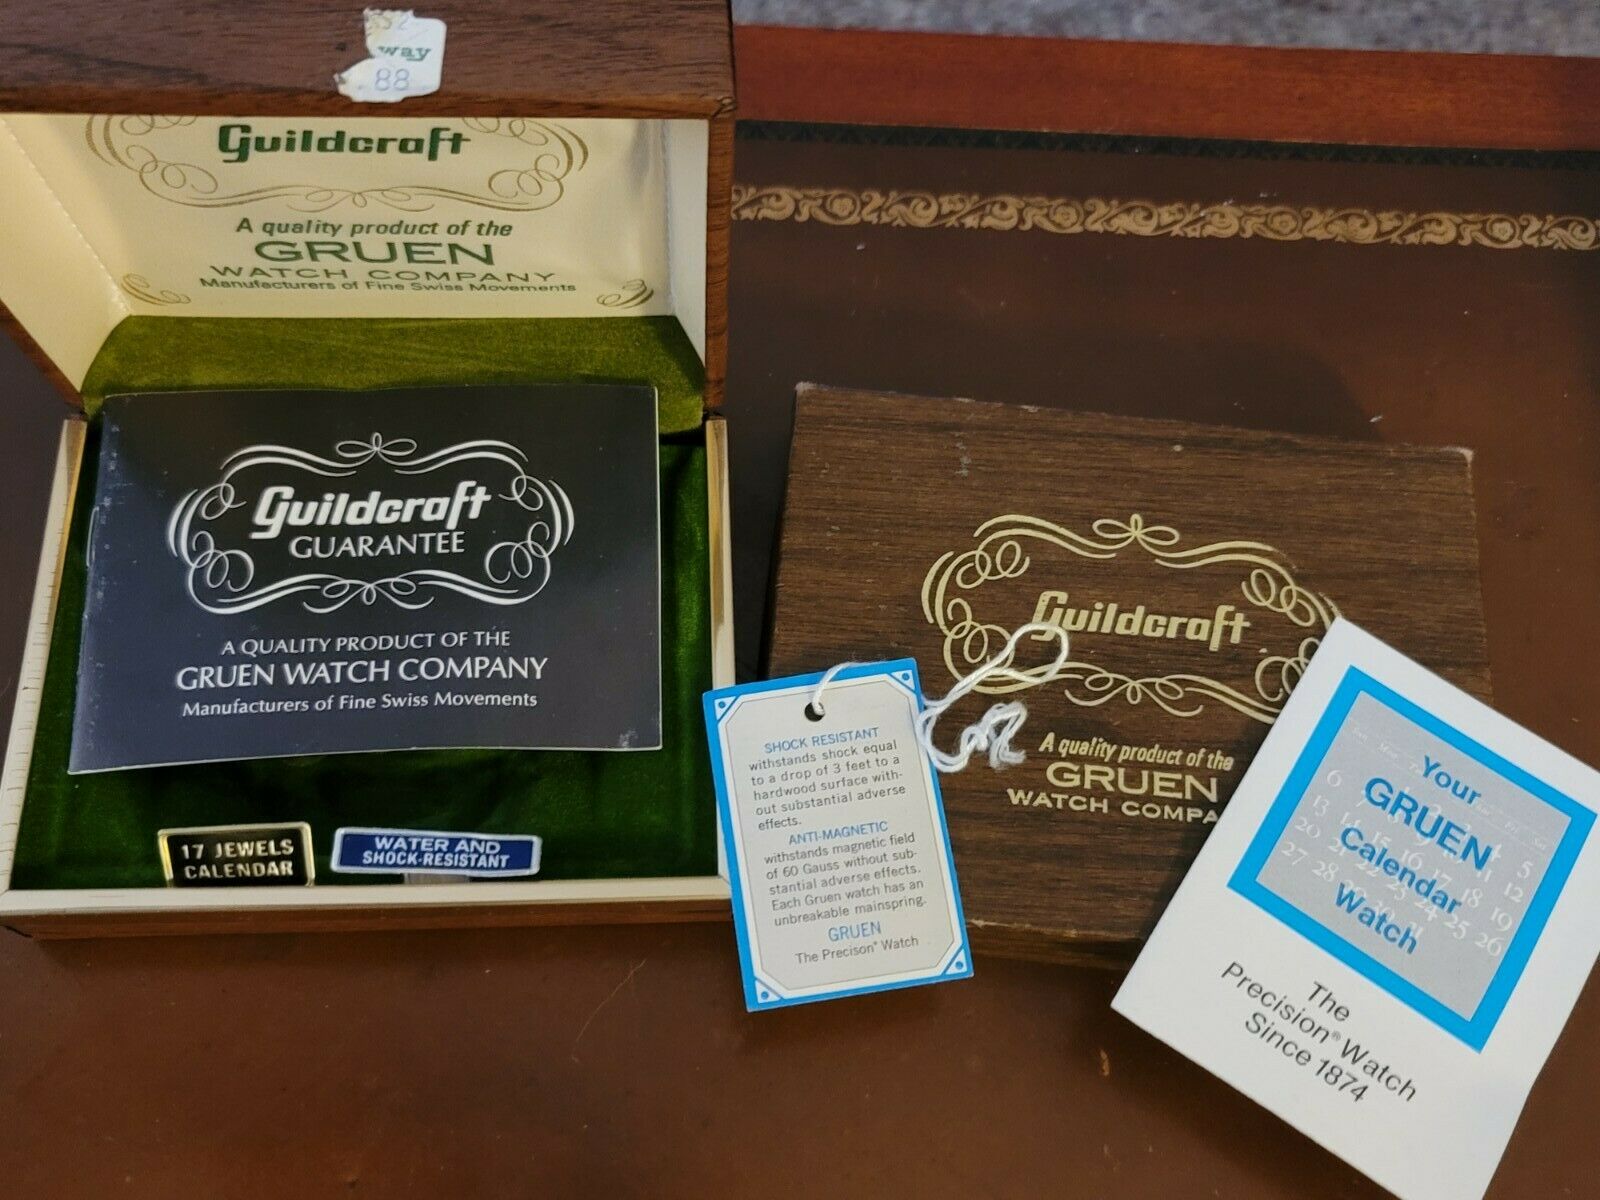 way
88
Guildcraft
A quality product of the
GRUEN
WATCH COMPANY
Manufacturers of Fine Swiss Movements
Guildcraft
GUARANTEE
A QUALITY PRODUCT OF THE
GRUEN WATCH COMPANY
Manufacturers of Fine Swiss Movements
17 JEWELS
CALENDAR
WATER AND
SHOCK-RESISTANT
Guildcraft
A quality product of the
GRUEN
WATCH COMPA
SHOCK RESISTANT
withstands shock equal
to a drop of 3 feet to a
hardwood surface with-
out substantial adverse
effects.
ANTI-MAGNETIC
withstands magnetic field
of 60 Gauss without sub-
stantial adverse effects.
Each Gruen watch has an
unbreakable mainspring.
GRUEN
The Precison® Watch
Your
GRUEN
Calendar
Watch
The
Precision® Watch
Since 1874